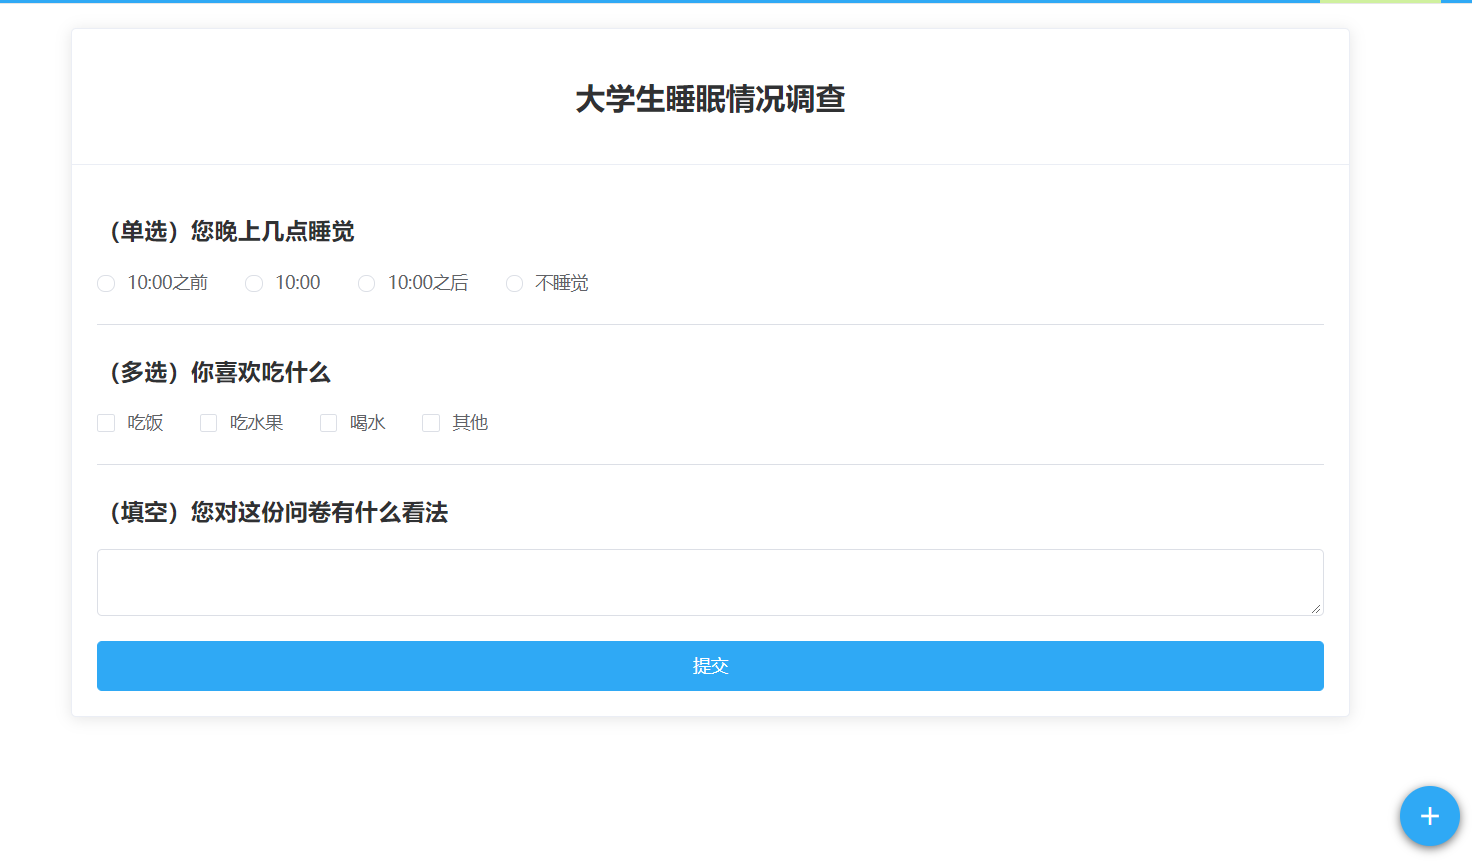 大学生睡眠情况调查
（单选）您晚上几点睡觉
10:00之前 10:00 10:00之后 不睡觉
（多选）你喜欢吃什么
吃饭 吃水果 喝水 其他
（填空）您对这份问卷有什么看法
提交